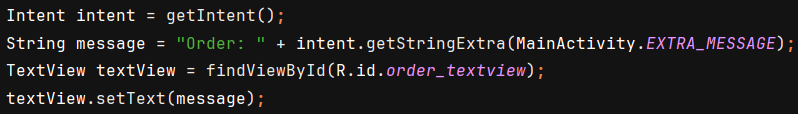 Intent intent = getIntent();
String message = "Order: " + intent.getStringExtra(MainActivity.EXTRA_MESSAGE);
TextView textView = findViewById(R.id.order_textview);
textView.setText(message);